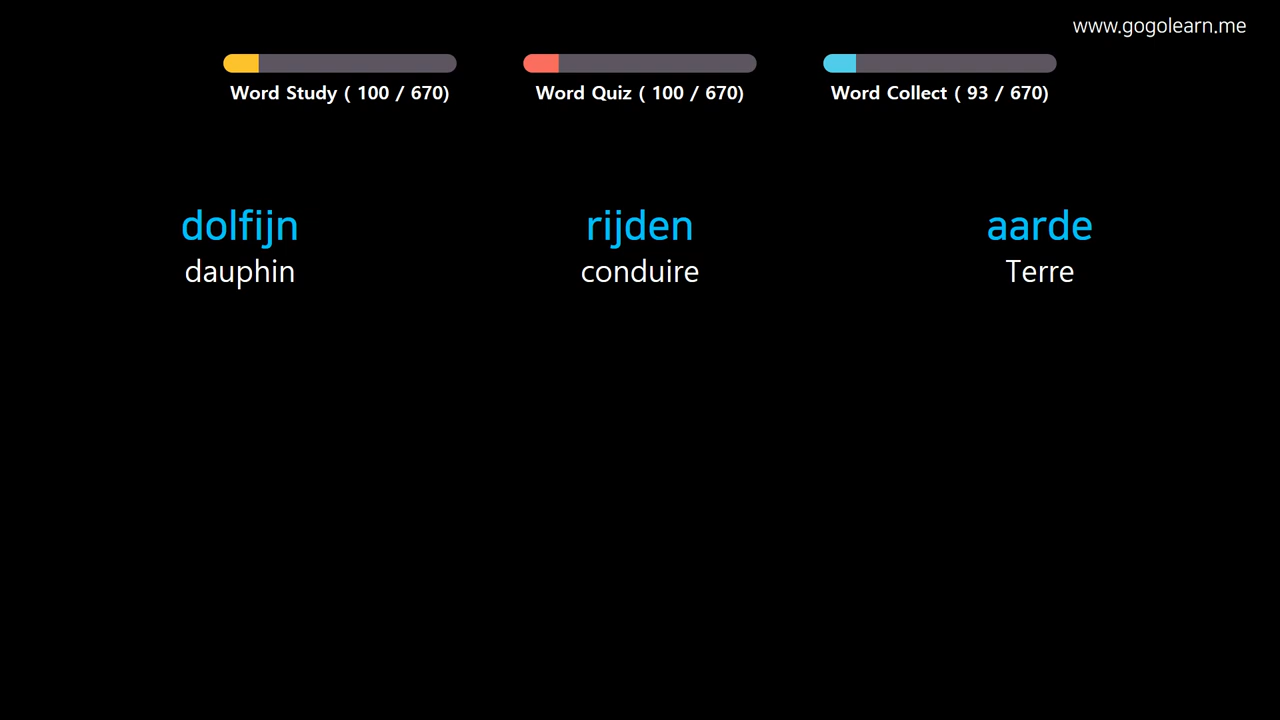 www.gogolearn.me
Word Study ( 100 / 670)
Word Quiz ( 100 / 670)
Word Collect ( 93 / 670)
dolfijn
dauphin
rijden
conduire
aarde
Terre